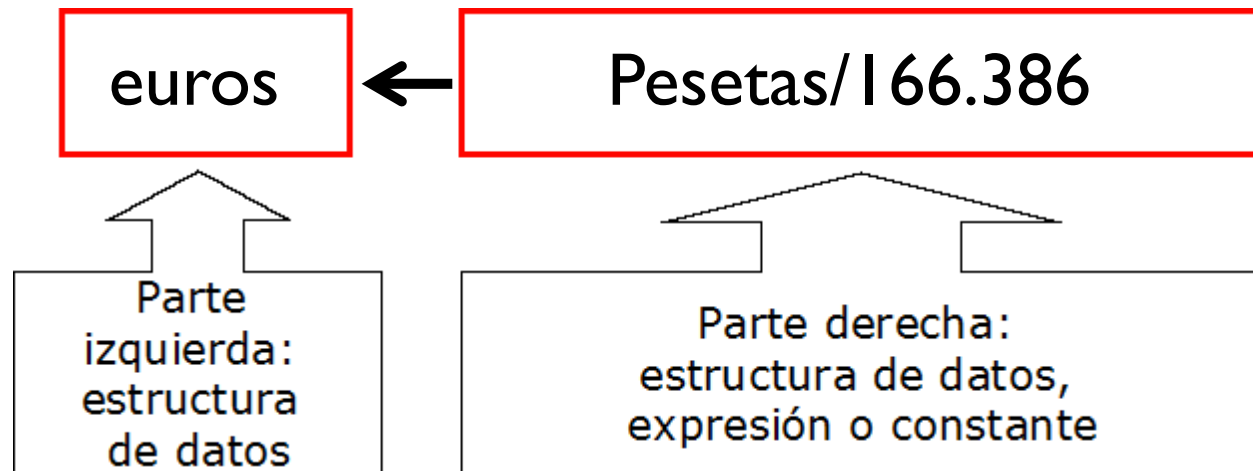 euros ← Pesetas/166.386
Parte
izquierda:
estructura
de datos
Parte derecha:
estructura de datos,
expresión o constante